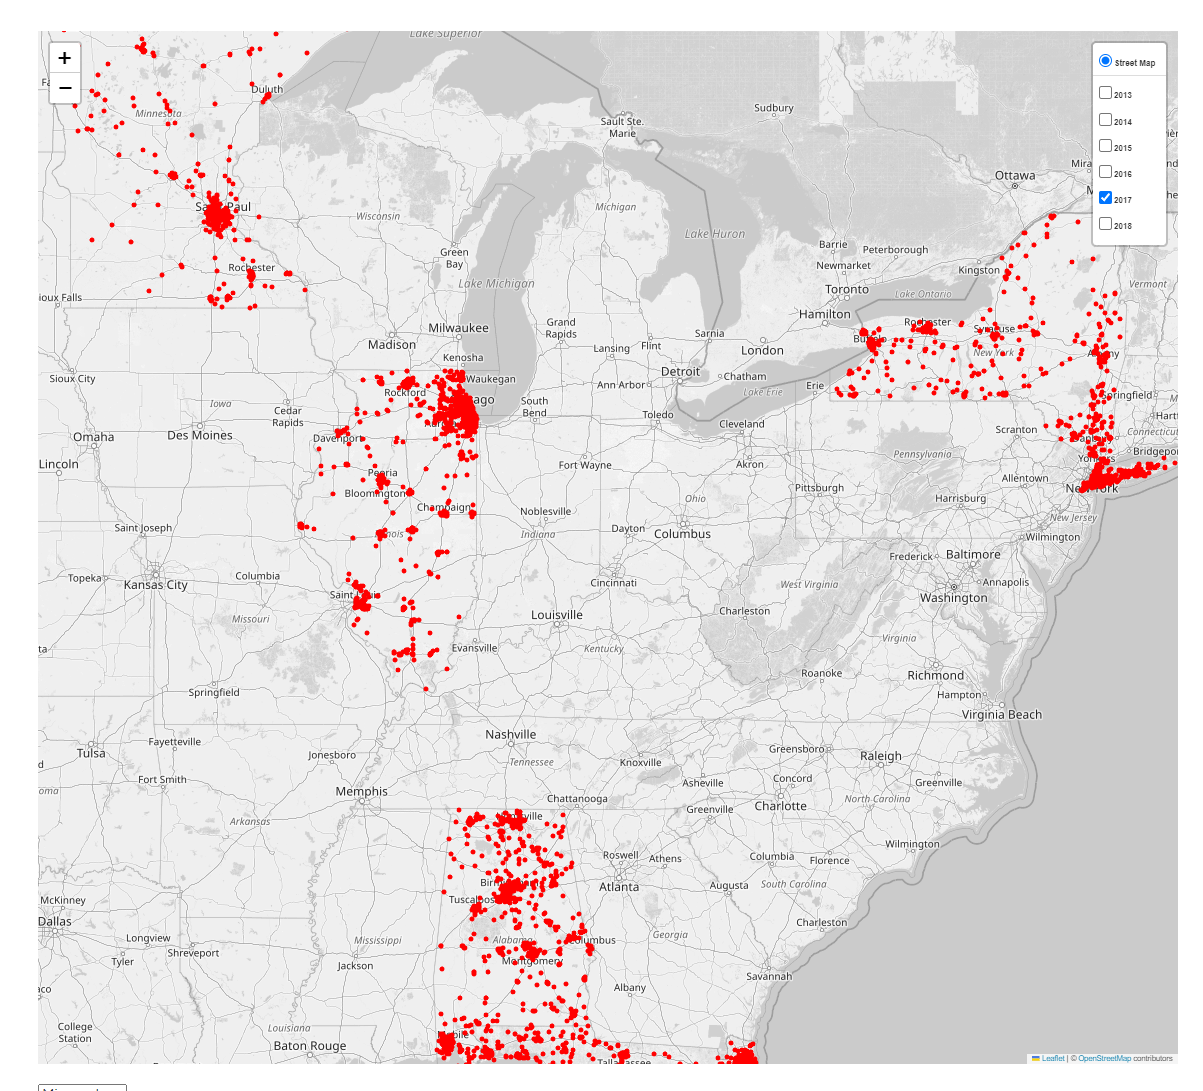 Lake Superior
+
−
Street Map
2013
2014
2015
2016
2017
2018
Duluth
Minnesota
Sault Ste.
Marie
Sudbury
Ottawa
Wisconsin
Michigan
Lake Huron
Barrie
Peterborough
Newmarket
Kingston
Green
Bay
Rochester
ioux Falls
Lake Michigan
Toronto
Lake Ontario
Vermont
Hamilton
Rochester
Syracuse
Milwaukee
Grand
Rapids
Madison
Lansing
Flint
Sarnia
London
New York
Kenosha
Waukegan
Detroit
Chatham
Ann Arbor
Erie
Lake Erie
Sioux City
Rockford
Iowa
Cedar
Rapids
South
Bend
Toledo
Cleveland
Springfield
Omaha
Des Moines
Davenport
Scranton
Connecticut
Lincoln
Peoria
Fort Wayne
Akron
Pennsylvania
Bridgepor
Bloomington
Pittsburgh
Allentown
Harrisburg
New York
Champaign
Noblesville
Ohio
New Jersey
Saint Joseph
Indiana
Dayton
Columbus
Wilmington
Topeka
Kansas City
Columbia
Cincinnati
Frederick
Baltimore
West Virginia
Annapolis
Washington
Missouri
Louisville
Charleston
ta
Evansville
Kentucky
Virginia
Roanoke
Richmond
Springfield
Hampton
Virginia Beach
Nashville
Fayetteville
Tulsa
Jonesboro
Tennessee
Knoxville
Greensboro
Raleigh
d
Fort Smith
Asheville
Concord
Greenville
oma
Memphis
Chattanooga
Greenville
Charlotte
North Carolina
Arkansas
Wilmington
Roswell
Athens
Columbia
Florence
Atlanta
Augusta
South Carolina
McKinney
Dallas
Charleston
Longview
Shreveport
Tyler
Mississippi
Alabama
Columbus
Georgia
Jackson
Montgomery
Savannah
aco
Albany
College
Station
Louisiana
Baton Rouge
Mobile
Tallahassee
Leaflet | © OpenStreetMap contributors